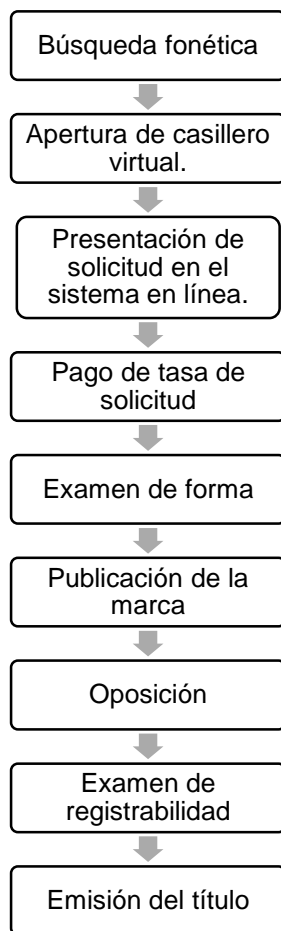 Búsqueda fonética
Apertura de casillero
virtual.
Presentación de
solicitud en el
sistema en línea.
Pago de tasa de
solicitud
Examen de forma
Publicación de la
marca
Oposición
Examen de
registrabilidad
Emisión del título